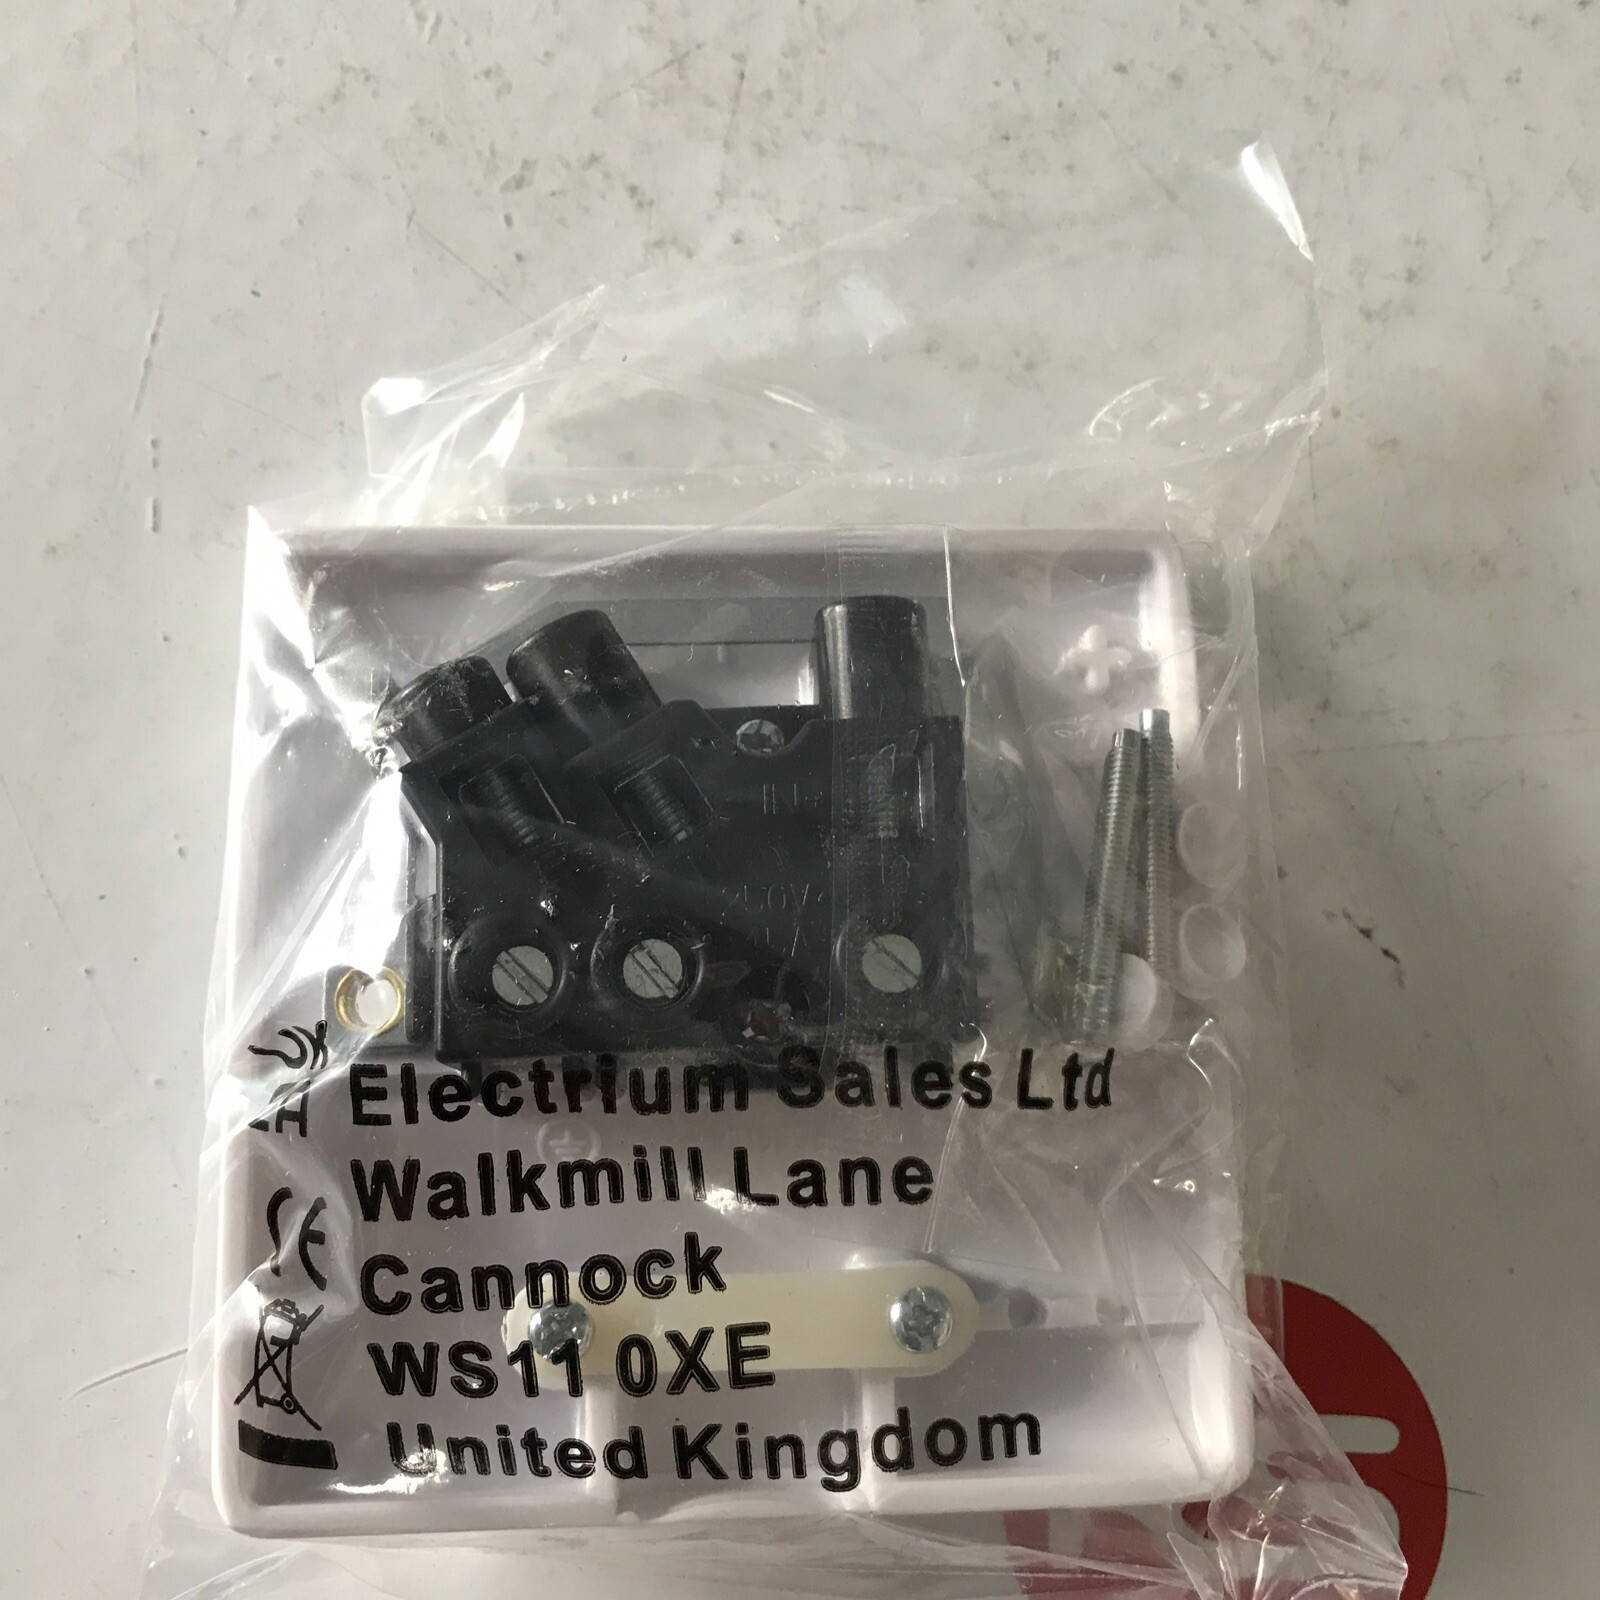 Electrium Sales Ltd
Walkmill Lane
Cannock
WS11 0XE
United Kingdom